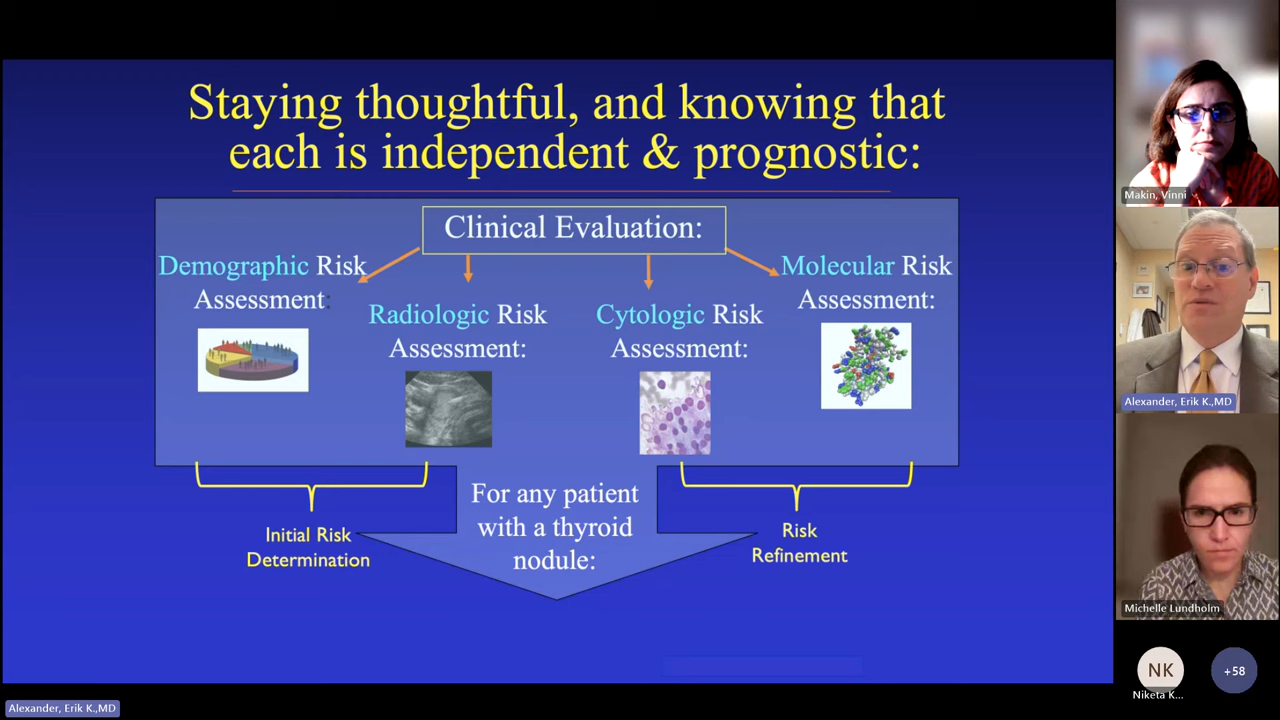 Staying thoughtful, and knowing that
each is independent & prognostic:
Clinical Evaluation:
Demographic Risk
Assessment:
Radiologic Risk
Assessment:
Cytologic Risk
Assessment:
Molecular Risk
Assessment:
Initial Risk
Determination
For any patient
with a thyroid
nodule:
Risk
Refinement
Makin, Vinni
Alexander, Erik K.,MD
Michelle Lundholm
NK
Niketa K...
+58
Alexander, Erik K.,MD